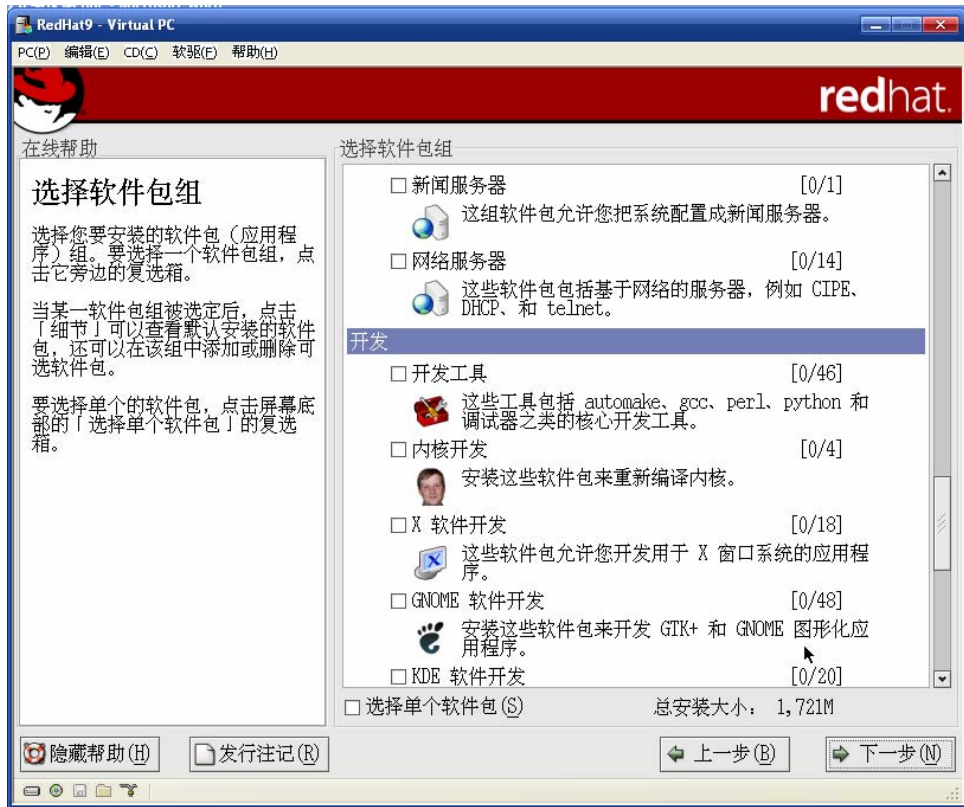 RedHat9 - Virtual PC
PC(P) 编辑(E) CD(C) 软驱(F) 帮助(H)
redhat.
在线帮助
选择软件包组
选择您要安装的软件包（应用程
序）组。要选择一个软件包组，点
击它旁边的复选箱。
当某一软件包组被选定后，点击
「细节」可以查看默认安装的软件
包，还可以在该组中添加或删除可
选软件包。
要选择单个的软件包，点击屏幕底
部的「选择单个软件包」的复选
箱。
选择软件包组
新闻服务器 [0/1]
这组软件包允许您把系统配置成新闻服务器。
网络服务器 [0/14]
这些软件包包括基于网络的服务器，例如 CIPE、
DHCP、和 telnet。
开发
开发工具 [0/46]
这些工具包括 automake、gcc、perl、python 和
调试器之类的核心开发工具。
内核开发 [0/4]
安装这些软件包来重新编译内核。
X 软件开发 [0/18]
这些软件包允许您开发用于 X 窗口系统的应用程
序。
GNOME 软件开发 [0/48]
安装这些软件包来开发 GTK+ 和 GNOME 图形化应
用程序。
KDE 软件开发 [0/20]
选择单个软件包(S) 总安装大小： 1,721M
隐藏帮助(H) 发行注记(R) 上一步(B) 下一步(N)